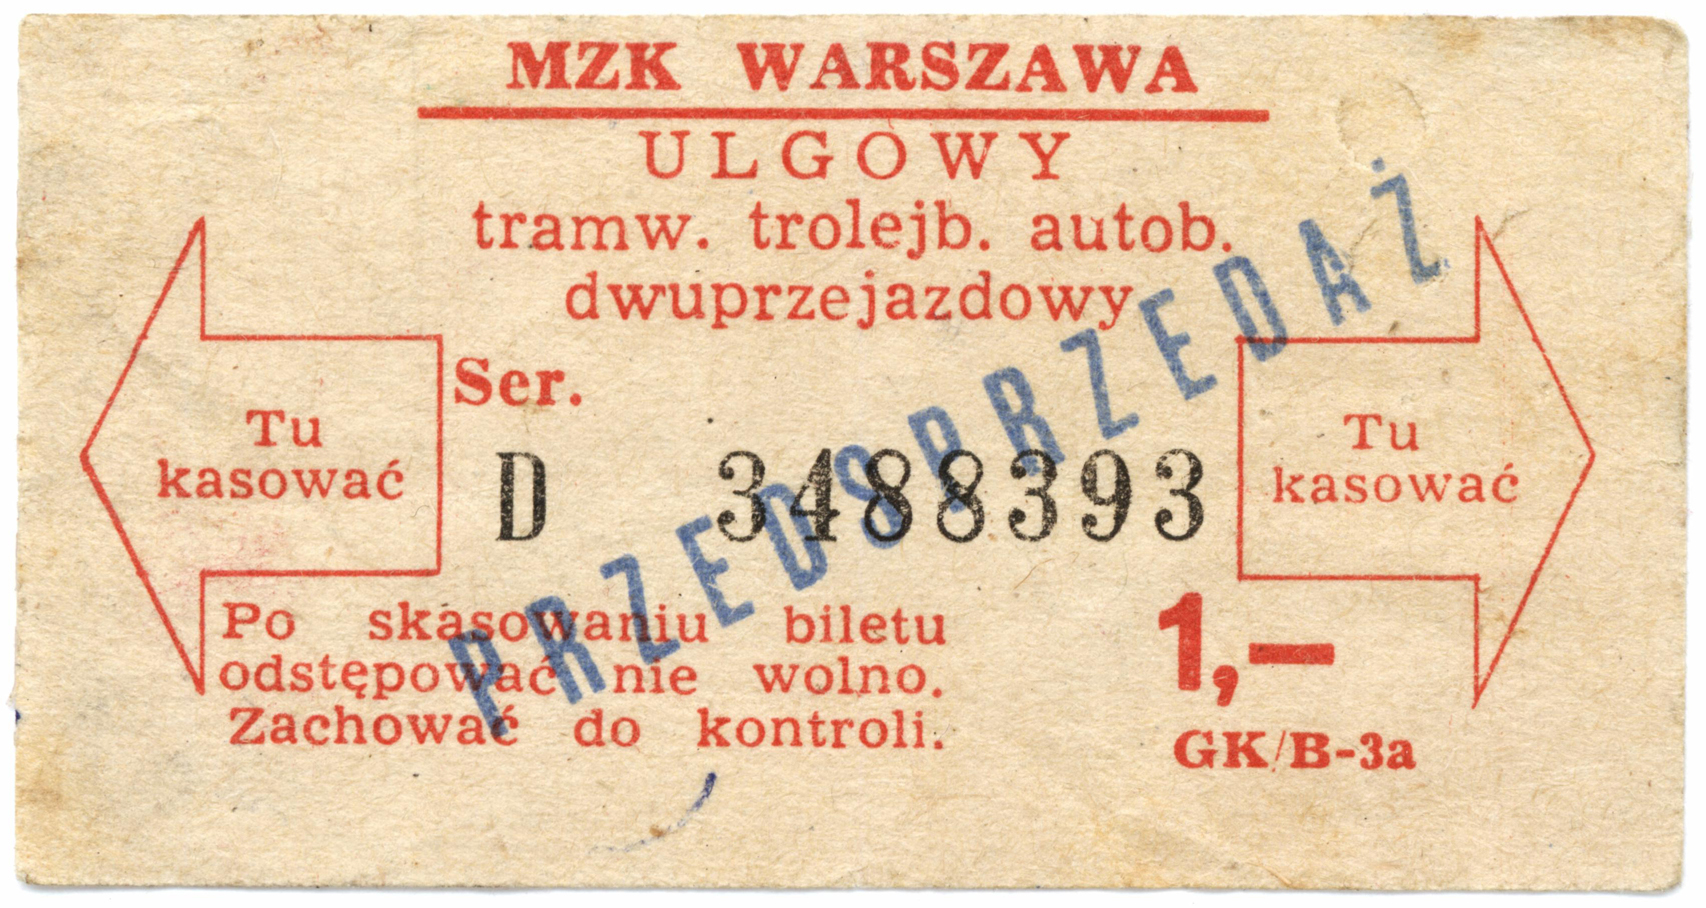 MZK WARSZAWA
ULGOWY
tramw. trolejb. autob.
dwuprzejazdowy
Tu
kasować
Ser.
D 3488393
Tu
kasować
PRZEDSPRZEDAŻ
Po skasowaniu biletu
odstępować nie wolno.
Zachować do kontroli.
1,—
GK/B-3a